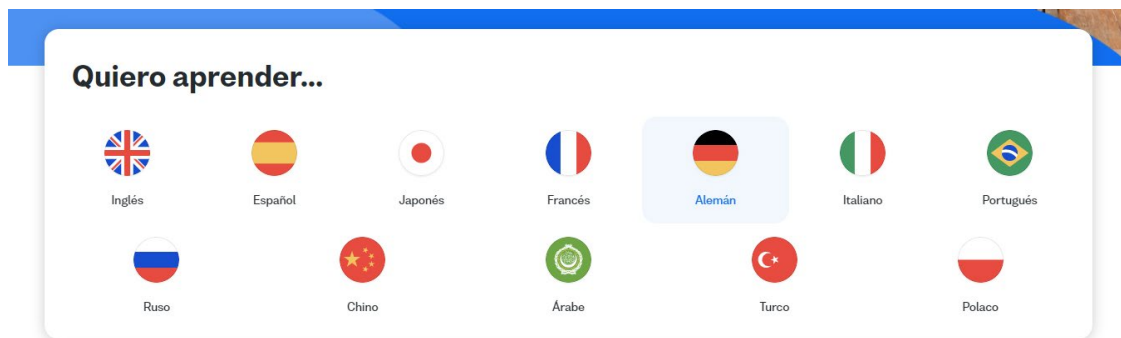 Quiero aprender...
Inglés
Español
Japonés
Francés
Alemán
Italiano
Portugués
Ruso
Chino
Árabe
Turco
Polaco